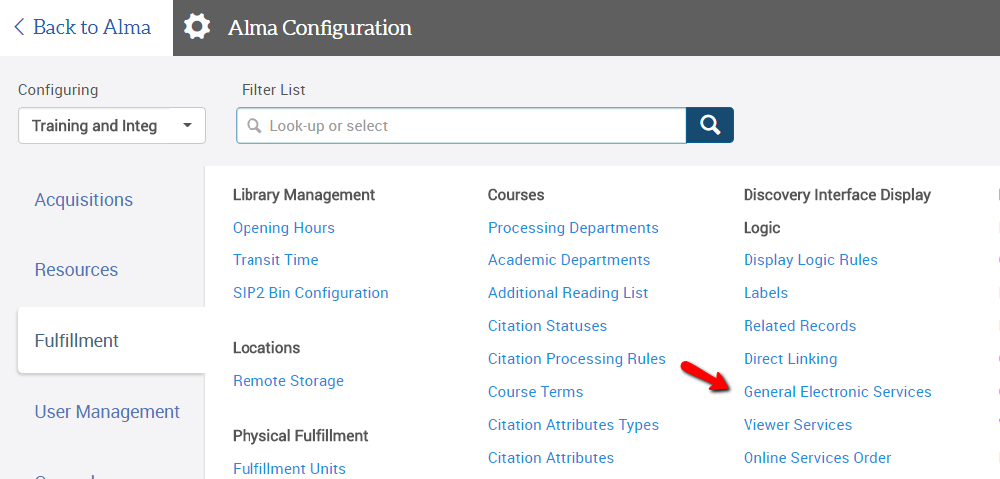 Back to Alma
Alma Configuration
Configuring
Filter List
Training and Integ
Look-up or select
Acquisitions
Resources
Fulfillment
User Management
Library Management
Opening Hours
Transit Time
SIP2 Bin Configuration
Locations
Remote Storage
Physical Fulfillment
Fulfillment Units
Courses
Processing Departments
Academic Departments
Additional Reading List
Citation Statuses
Citation Processing Rules
Course Terms
Citation Attributes Types
Citation Attributes
Discovery Interface Display
Logic
Display Logic Rules
Labels
Related Records
Direct Linking
General Electronic Services
Viewer Services
Online Services Order